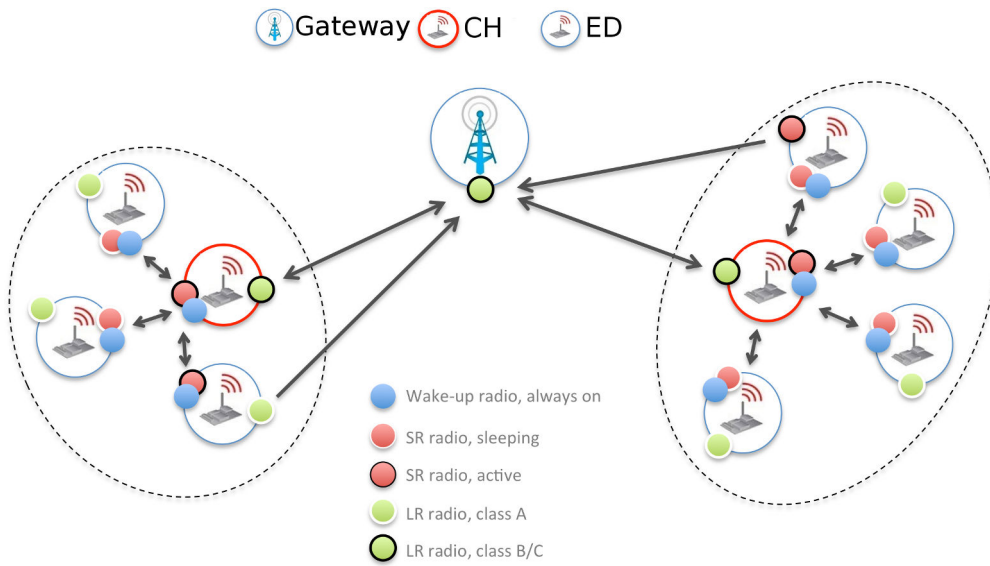 Gateway CH ED
Wake-up radio, always on
SR radio, sleeping
SR radio, active
LR radio, class A
LR radio, class B/C